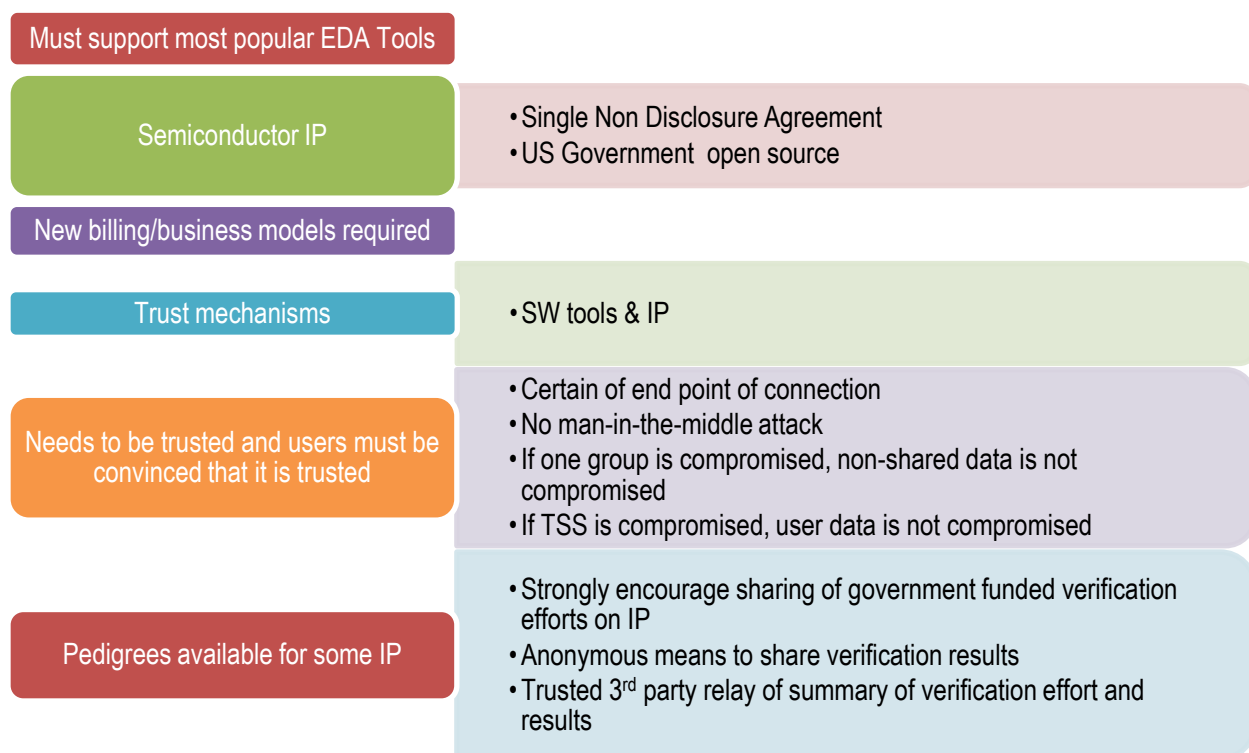 Must support most popular EDA Tools
Semiconductor IP
• Single Non Disclosure Agreement
• US Government open source
New billing/business models required
Trust mechanisms
• SW tools & IP
Needs to be trusted and users must be
convinced that it is trusted
• Certain of end point of connection
• No man-in-the-middle attack
• If one group is compromised, non-shared data is not
compromised
• If TSS is compromised, user data is not compromised
Pedigrees available for some IP
• Strongly encourage sharing of government funded verification
efforts on IP
• Anonymous means to share verification results
• Trusted 3rd party relay of summary of verification effort and
results